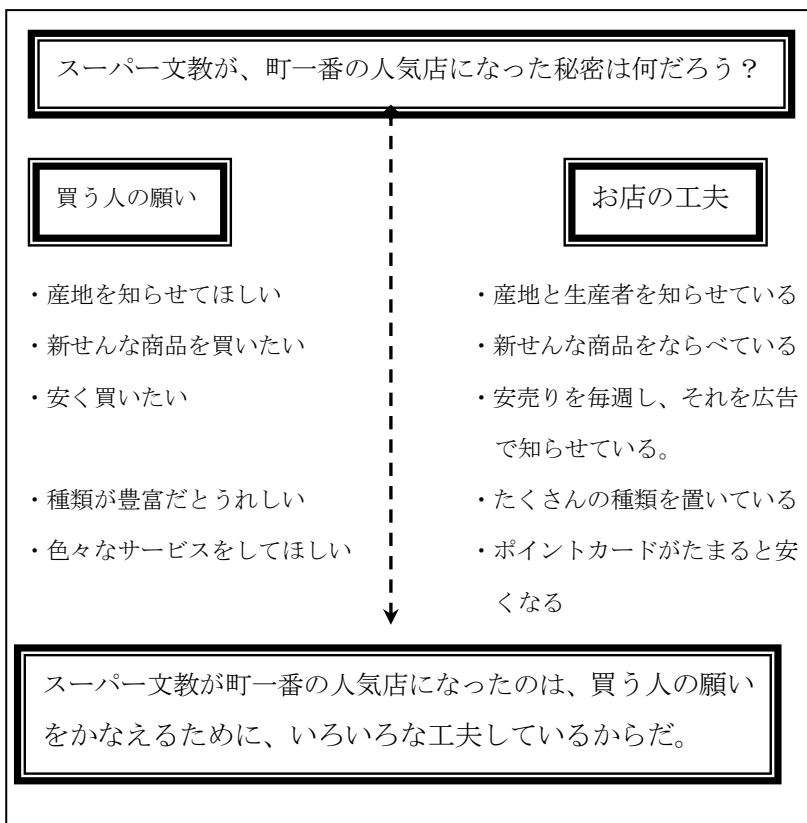 スーパー文教が、町一番の人気店になった秘密は何だろう？
買う人の願い
・産地を知らせてほしい
・新せんな商品を買いたい
・安く買いたい
・種類が豊富だとうれしい
・色々なサービスをしてほしい
お店の工夫
・産地と生産者を知らせている
・新せんな商品をならべている
・安売りを毎週し、それを広告
で知らせている。
・たくさんの種類を置いている
・ポイントカードがたまると安
くなる
スーパー文教が町一番の人気店になったのは、買う人の願い
をかなえるために、いろいろな工夫しているからだ。